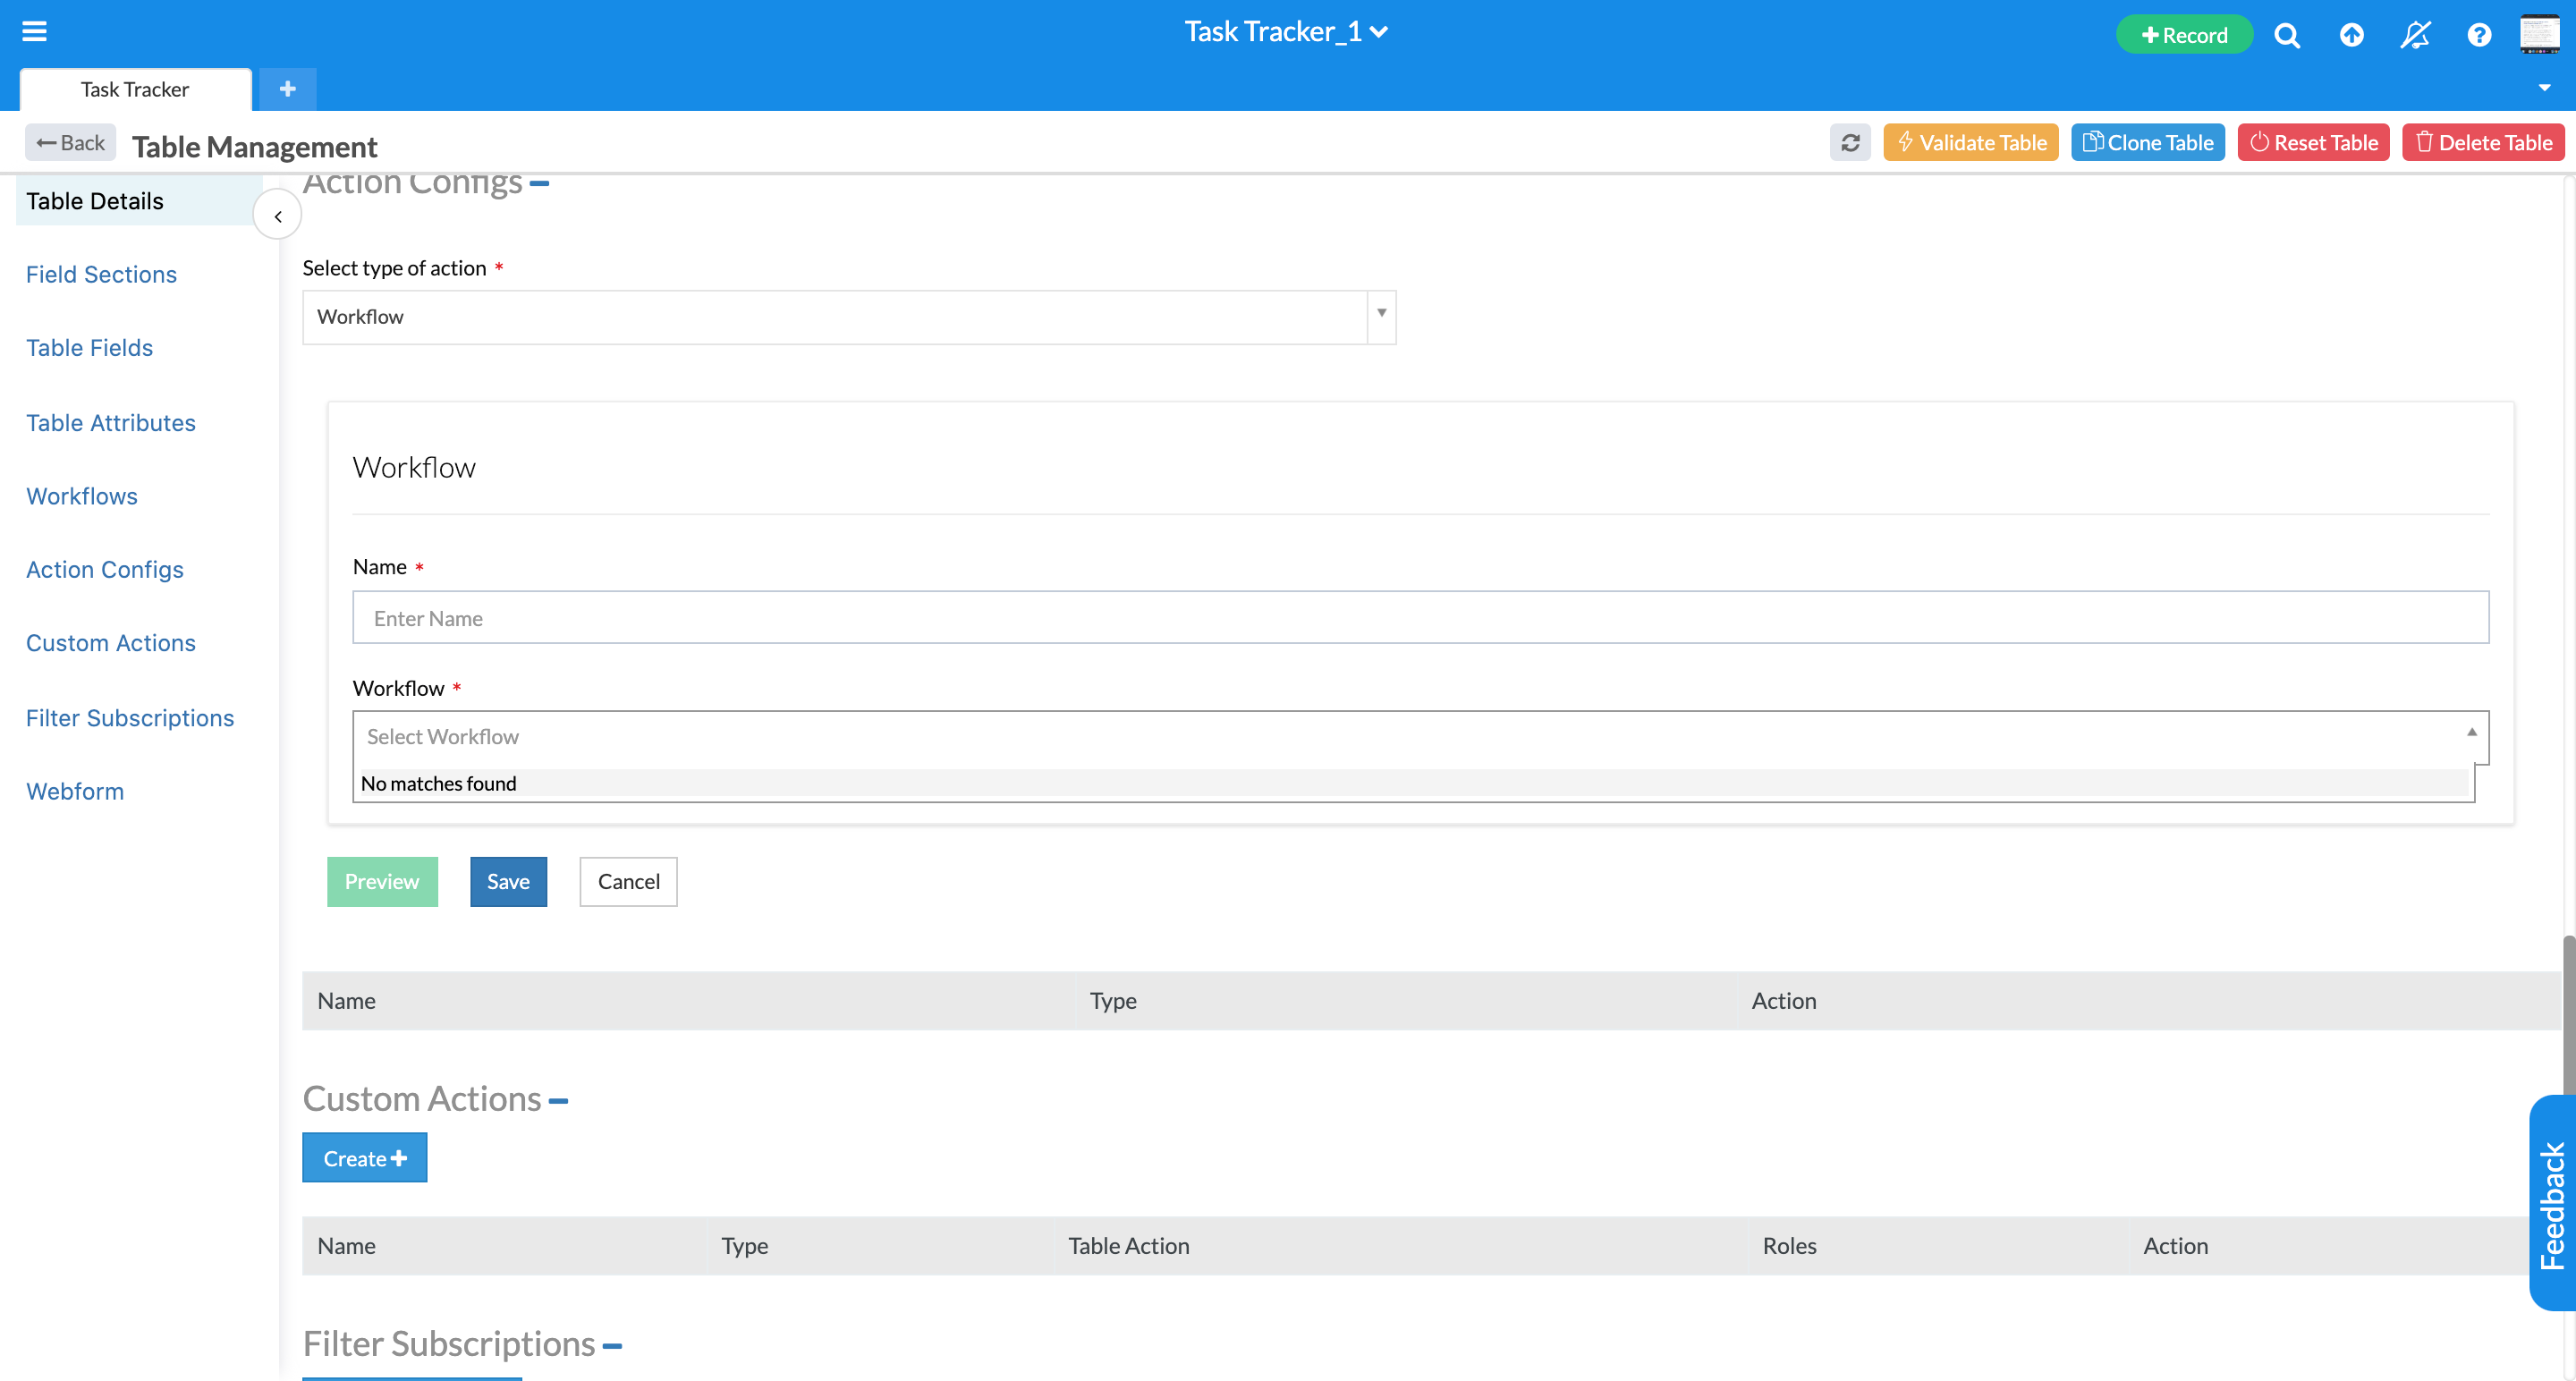 Task Tracker_1
Record
Task Tracker
Back
Table Management
Validate Table
Clone Table
Reset Table
Delete Table
Table Details
Field Sections
Table Fields
Table Attributes
Workflows
Action Configs
Custom Actions
Filter Subscriptions
Webform
Action Configs
Select type of action *
Workflow
Workflow
Name *
Enter Name
Workflow *
Select Workflow
No matches found
Preview
Save
Cancel
Name
Type
Action
Custom Actions
Create
Name
Type
Table Action
Roles
Action
Filter Subscriptions
Feedback